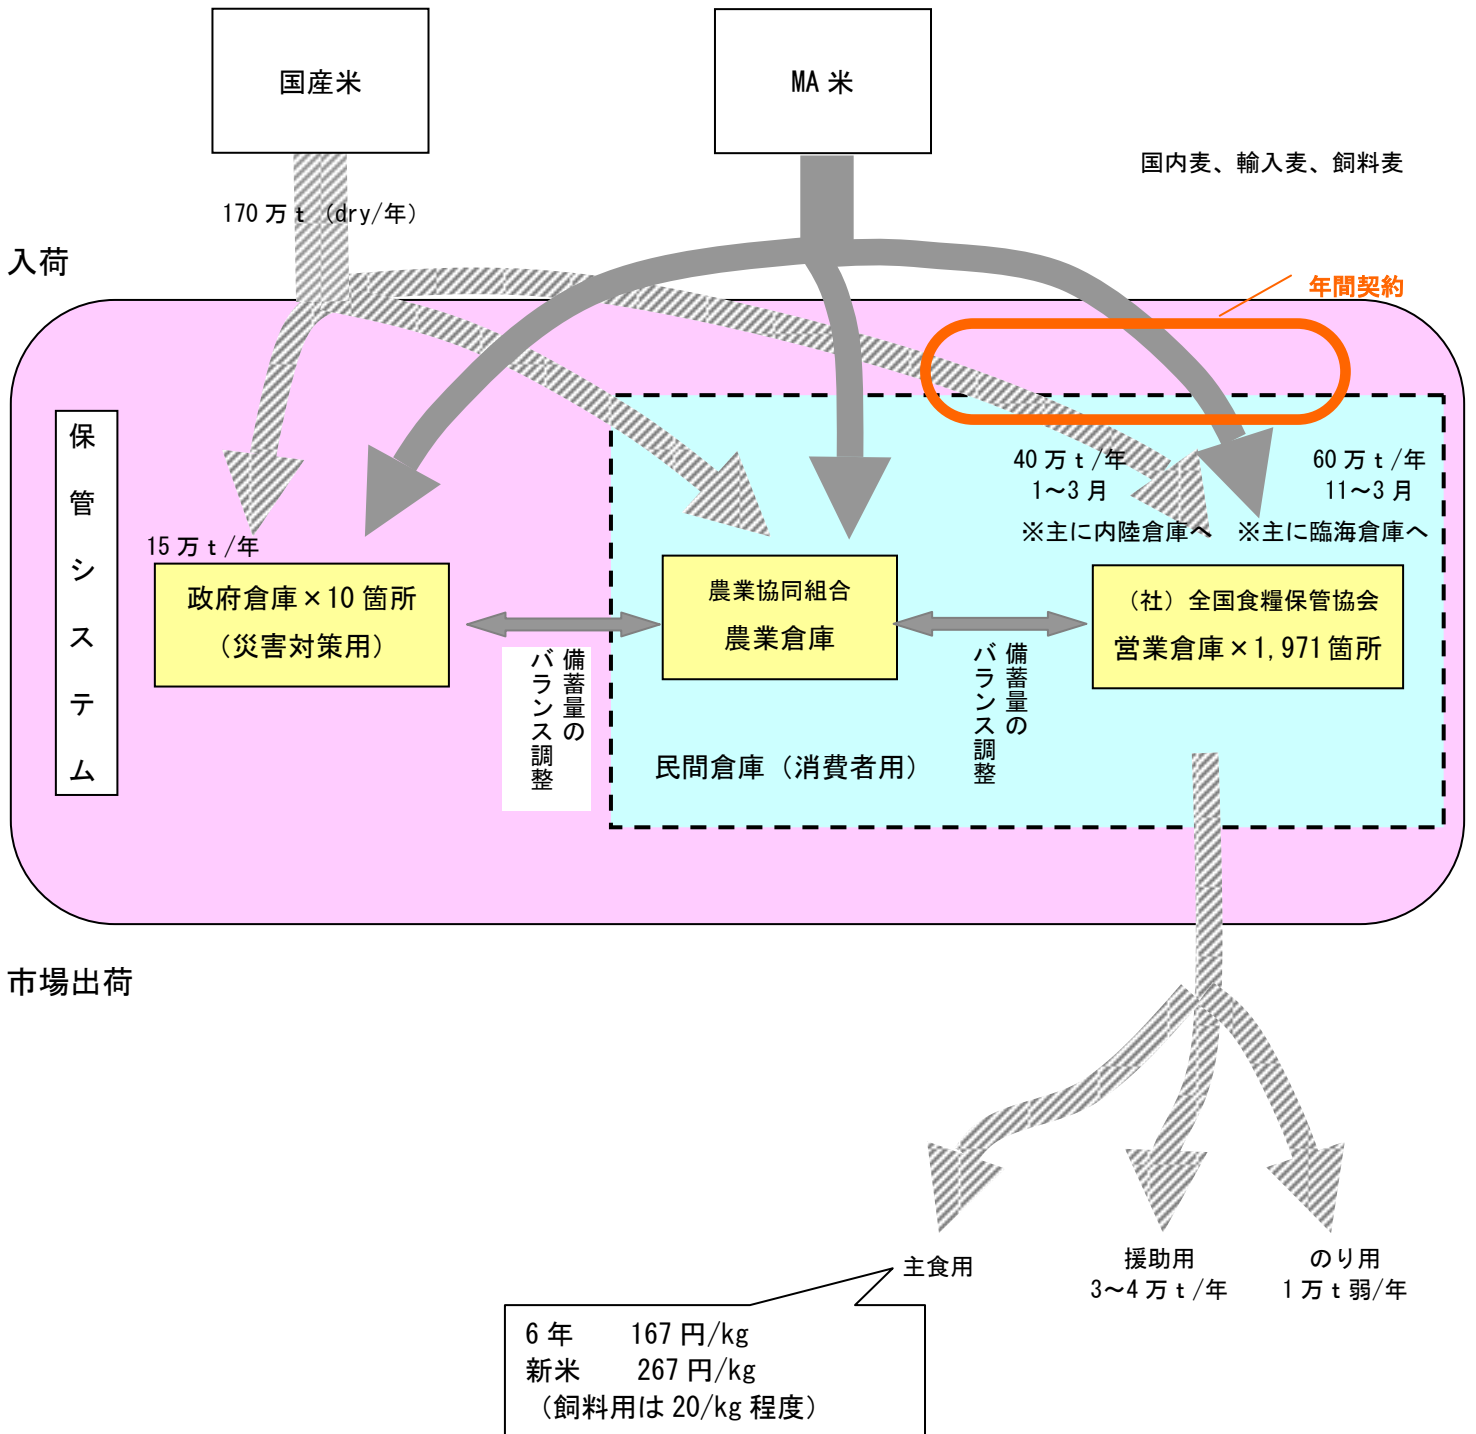 国産米
MA 米
国内麦、輸入麦、飼料麦
170 万 t （dry/年）
入荷
年間契約
保管システム
40 万 t /年
1～3 月
※主に内陸倉庫へ
60 万 t /年
11～3 月
※主に臨海倉庫へ
15 万 t /年
政府倉庫×10 箇所
（災害対策用）
農業協同組合
農業倉庫
（社）全国食糧保管協会
営業倉庫×1,971 箇所
備蓄量の
バランス調整
備蓄量の
バランス調整
民間倉庫（消費者用）
市場出荷
主食用
援助用
3～4 万 t /年
のり用
1 万 t 弱/年
6 年 167 円/kg
新米 267 円/kg
（飼料用は 20/kg 程度）